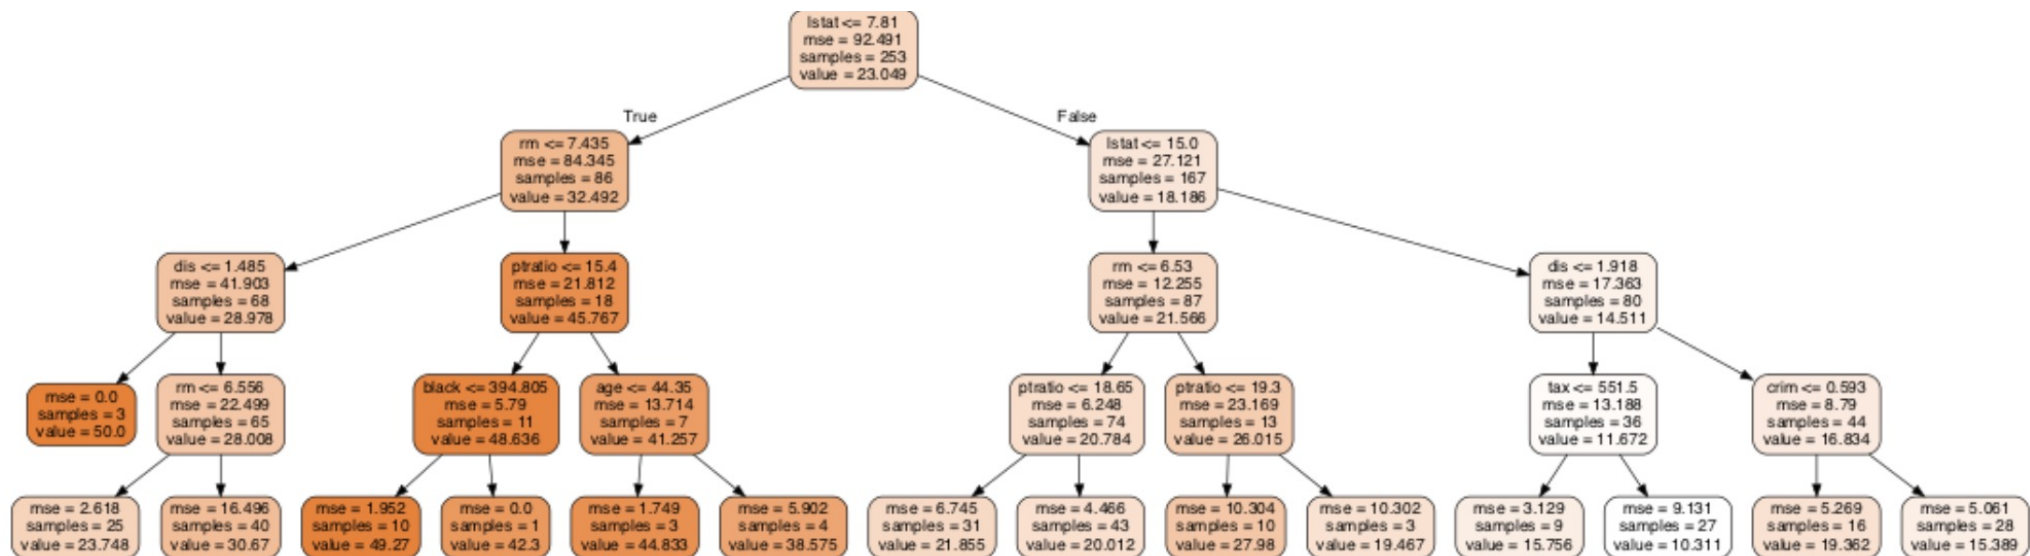 lstat <= 7.81
mse = 92.491
samples = 253
value = 23.049
True
False
rm <= 7.435
mse = 84.345
samples = 86
value = 32.492
lstat <= 15.0
mse = 27.121
samples = 167
value = 18.186
dis <= 1.485
mse = 41.903
samples = 68
value = 28.978
ptratio <= 15.4
mse = 21.812
samples = 18
value = 45.767
rm <= 6.53
mse = 12.255
samples = 87
value = 21.566
dis <= 1.918
mse = 17.363
samples = 80
value = 14.511
mse = 0.0
samples = 3
value = 50.0
rm <= 6.556
mse = 22.499
samples = 65
value = 28.008
black <= 394.805
mse = 5.79
samples = 11
value = 48.636
age <= 44.35
mse = 13.714
samples = 7
value = 41.257
ptratio <= 18.65
mse = 6.248
samples = 74
value = 20.784
ptratio <= 19.3
mse = 23.169
samples = 13
value = 26.015
tax <= 551.5
mse = 13.188
samples = 36
value = 11.672
crim <= 0.593
mse = 8.79
samples = 44
value = 16.834
mse = 2.618
samples = 25
value = 23.748
mse = 16.496
samples = 40
value = 30.67
mse = 1.952
samples = 10
value = 49.27
mse = 0.0
samples = 1
value = 42.3
mse = 1.749
samples = 3
value = 44.833
mse = 5.902
samples = 4
value = 38.575
mse = 6.745
samples = 31
value = 21.855
mse = 4.466
samples = 43
value = 20.012
mse = 10.304
samples = 10
value = 27.98
mse = 10.302
samples = 3
value = 19.467
mse = 3.129
samples = 9
value = 15.756
mse = 9.131
samples = 27
value = 10.311
mse = 5.269
samples = 16
value = 19.362
mse = 5.061
samples = 28
value = 15.389